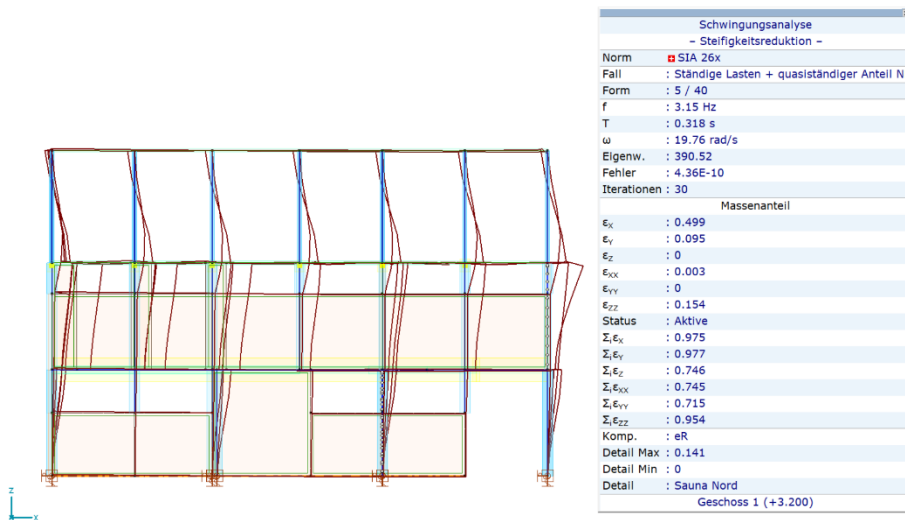 Schwingungsanalyse
– Steifigkeitsreduktion –
Norm SIA 26x
Fall : Ständige Lasten + quasiständiger Anteil N
Form : 5 / 40
f : 3.15 Hz
T : 0.318 s
ω : 19.76 rad/s
Eigenw. : 390.52
Fehler : 4.36E-10
Iterationen : 30
Massenanteil
εX : 0.499
εY : 0.095
εZ : 0
εXX : 0.003
εYY : 0
εZZ : 0.154
Status : Aktive
ΣiεX : 0.975
ΣiεY : 0.977
ΣiεZ : 0.746
ΣiεXX : 0.745
ΣiεYY : 0.715
ΣiεZZ : 0.954
Komp. : eR
Detail Max : 0.141
Detail Min : 0
Detail : Sauna Nord
Geschoss 1 (+3.200)
z
x